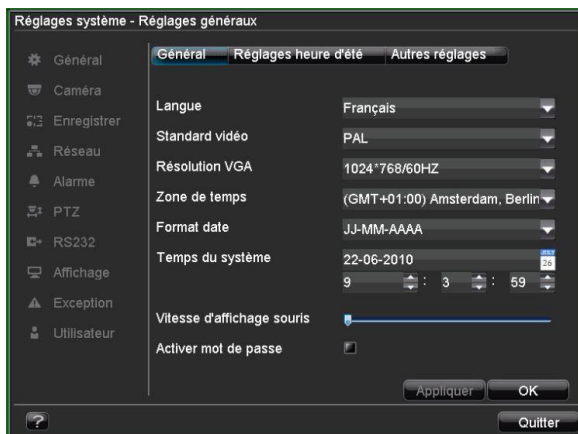 Réglages système - Réglages généraux
Général Réglages heure d'été Autres réglages
Général
Caméra
Enregistrer
Réseau
Alarme
PTZ
RS232
Affichage
Exception
Utilisateur
Langue Français
Standard vidéo PAL
Résolution VGA 1024*768/60HZ
Zone de temps (GMT+01:00) Amsterdam, Berlin
Format date JJ-MM-AAAA
Temps du système 22-06-2010 26
9 : 3 : 59
Vitesse d'affichage souris
Activer mot de passe
Appliquer OK
? Quitter